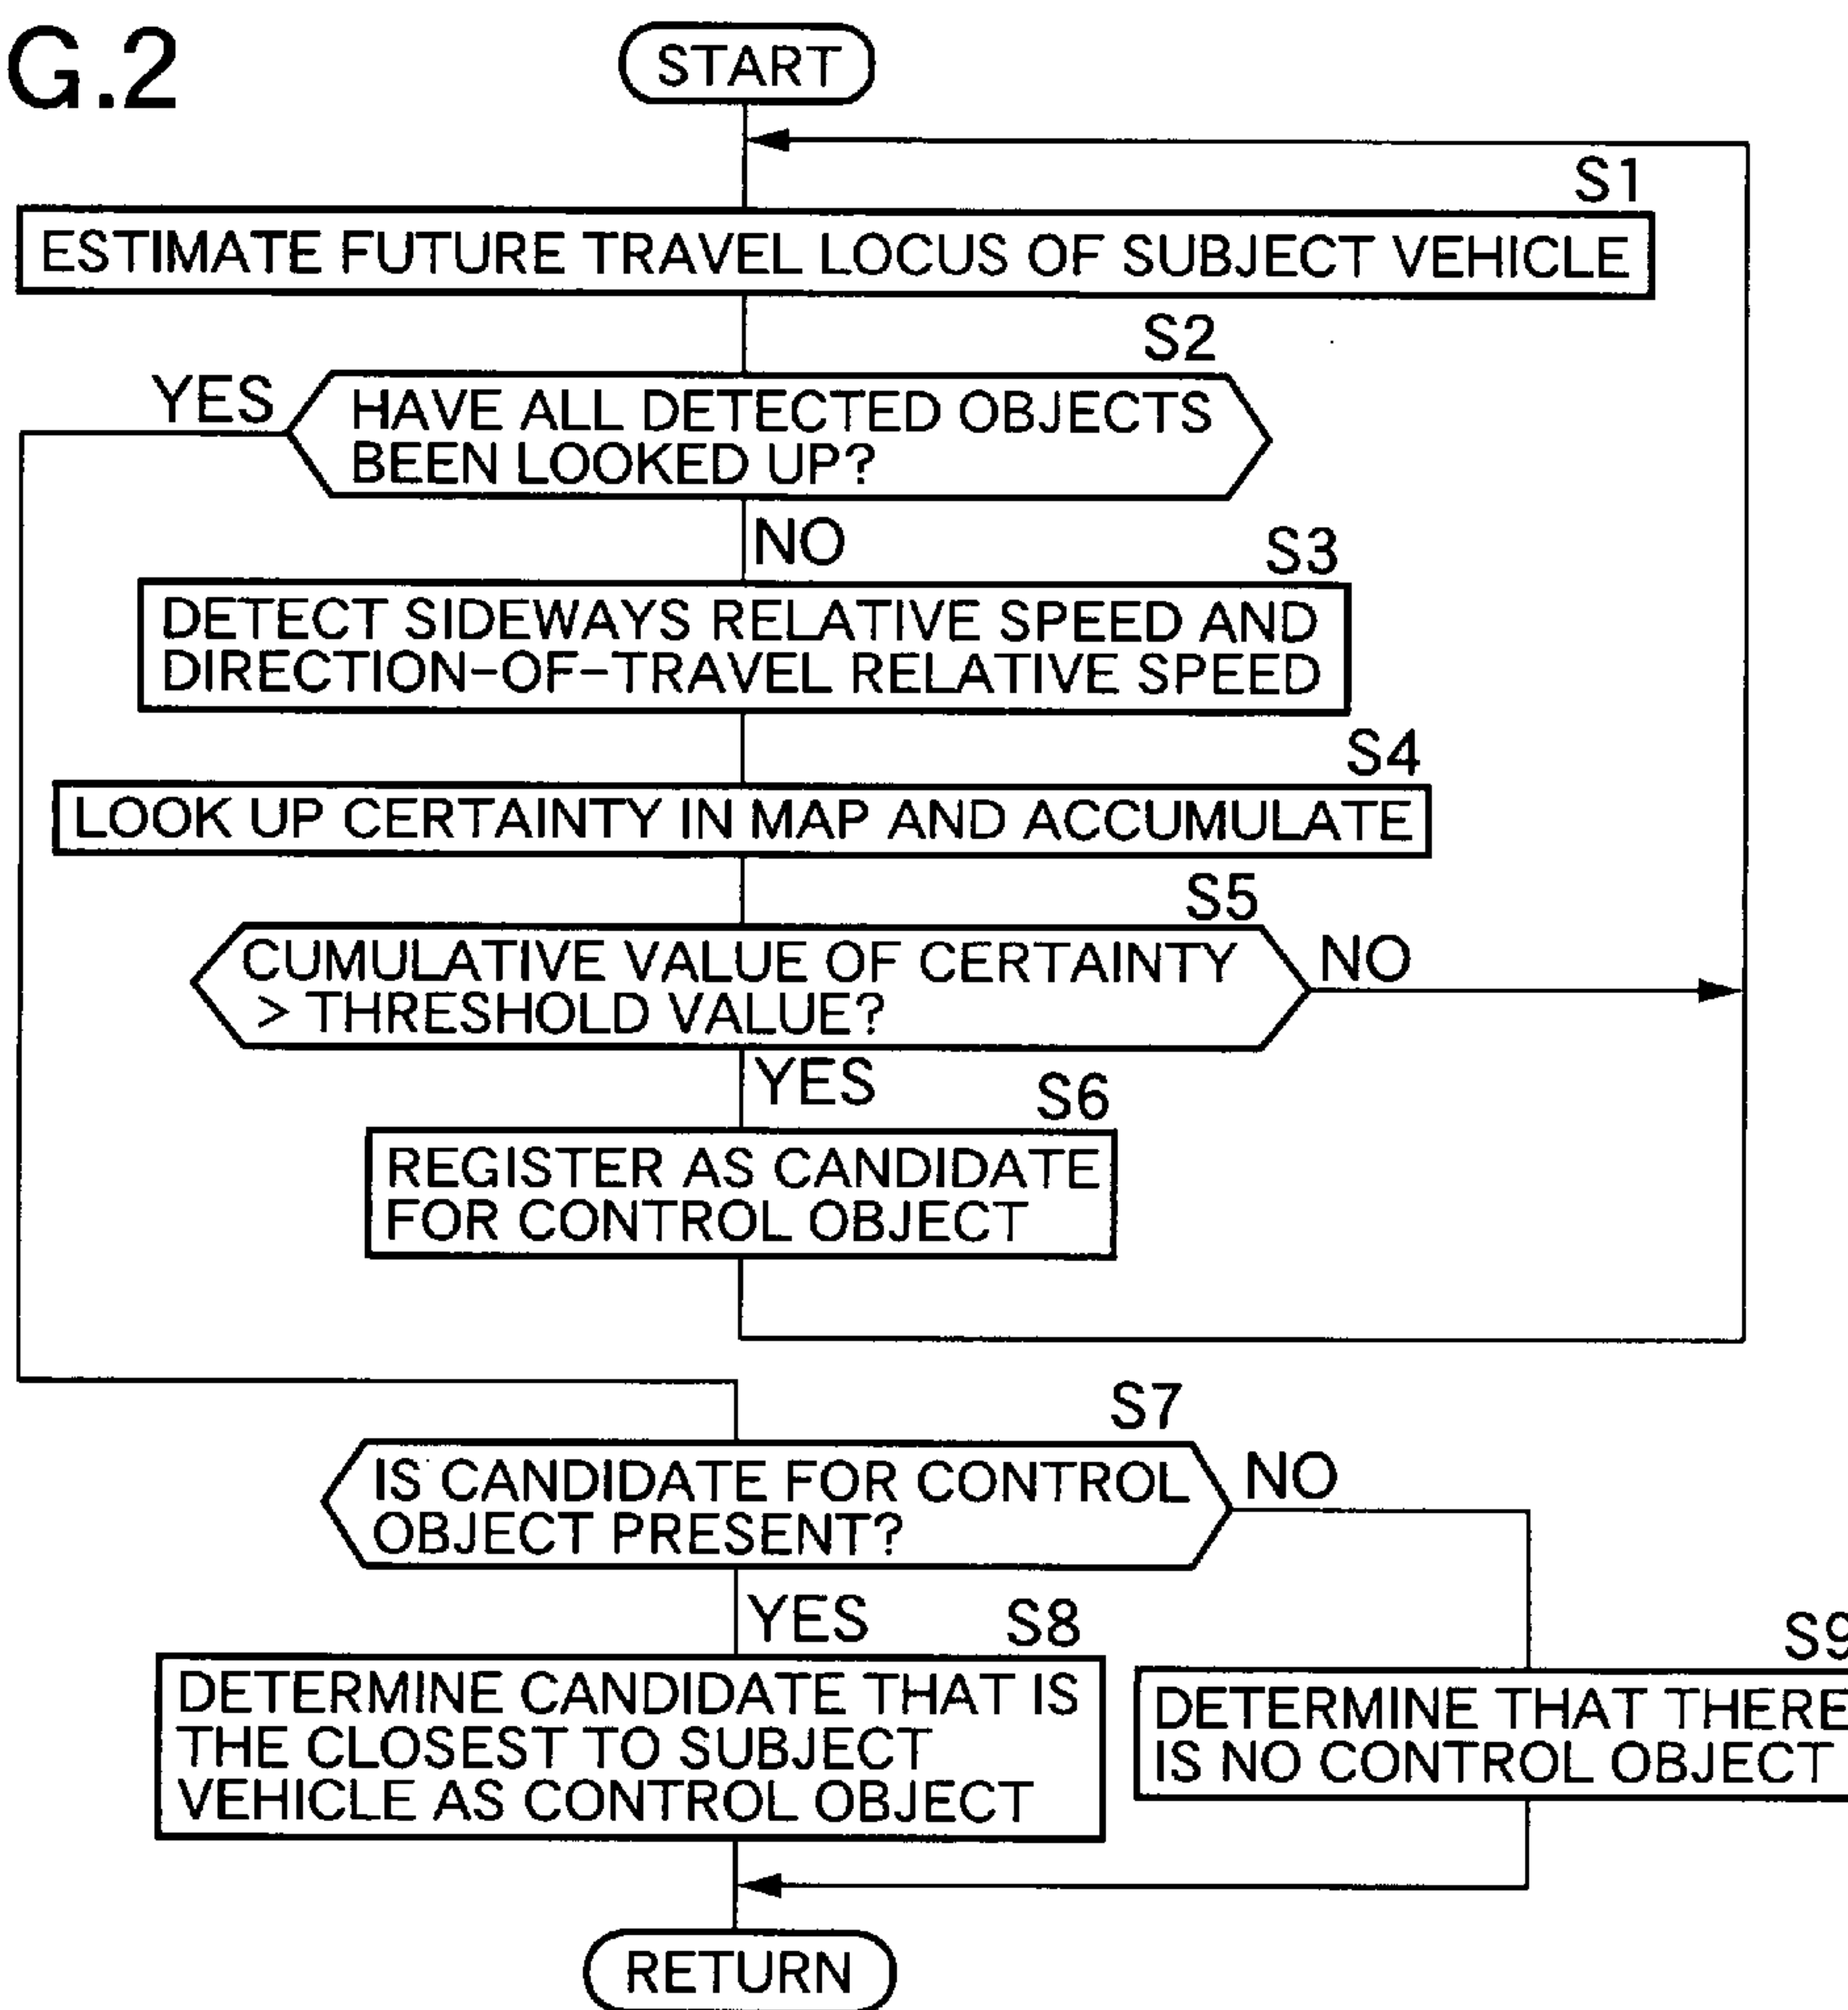 G.2
START
S1
ESTIMATE FUTURE TRAVEL LOCUS OF SUBJECT VEHICLE
S2
YES
HAVE ALL DETECTED OBJECTS
BEEN LOOKED UP?
NO
S3
DETECT SIDEWAYS RELATIVE SPEED AND
DIRECTION-OF-TRAVEL RELATIVE SPEED
S4
LOOK UP CERTAINTY IN MAP AND ACCUMULATE
S5
CUMULATIVE VALUE OF CERTAINTY
> THRESHOLD VALUE?
NO
YES
S6
REGISTER AS CANDIDATE
FOR CONTROL OBJECT
S7
IS CANDIDATE FOR CONTROL
OBJECT PRESENT?
NO
YES
S8
DETERMINE CANDIDATE THAT IS
THE CLOSEST TO SUBJECT
VEHICLE AS CONTROL OBJECT
S9
DETERMINE THAT THERE
IS NO CONTROL OBJECT
RETURN